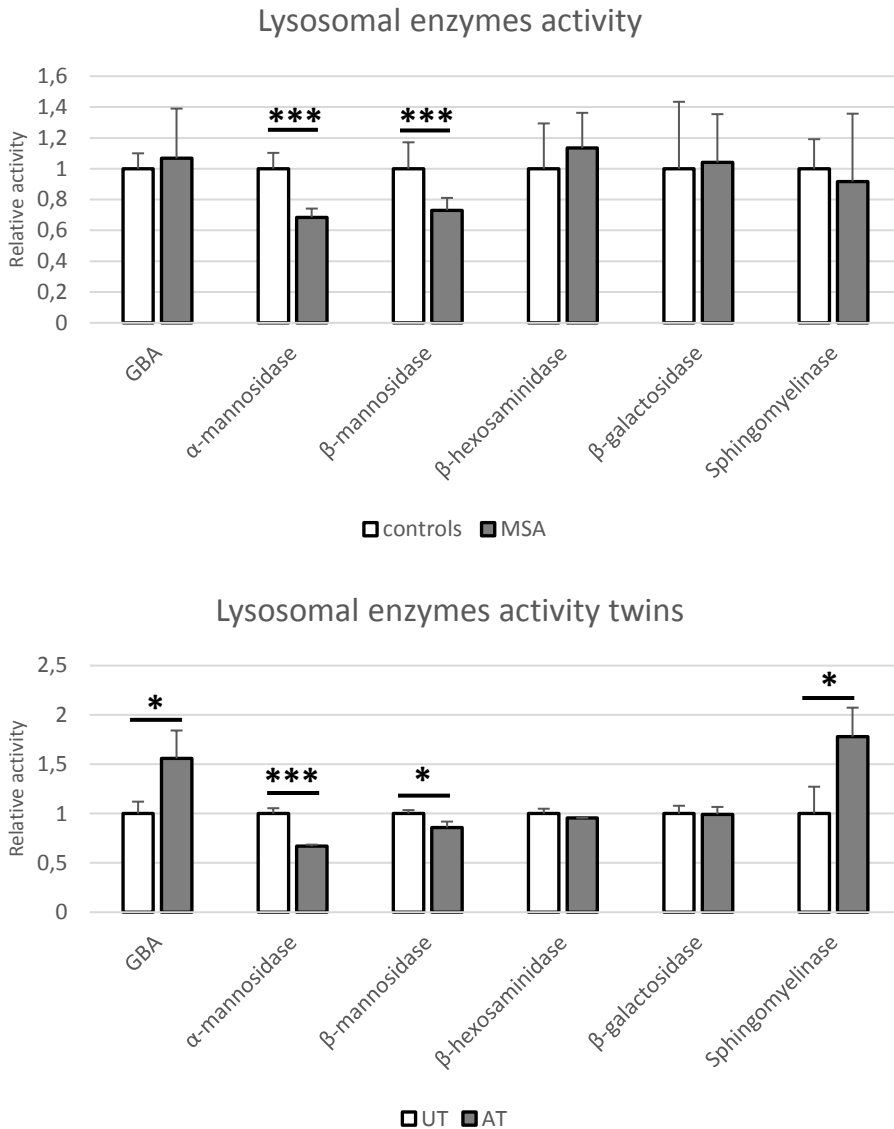 Lysosomal enzymes activity
Relative activity
1,6
1,4
1,2
1
0,8
0,6
0,4
0,2
0
*** ***
GBA
α-mannosidase
β-mannosidase
β-hexosaminidase
β-galactosidase
Sphingomyelinase
controls MSA
Lysosomal enzymes activity twins
Relative activity
2,5
2
1,5
1
0,5
0
* *** * *
GBA
α-mannosidase
β-mannosidase
β-hexosaminidase
β-galactosidase
Sphingomyelinase
UT AT